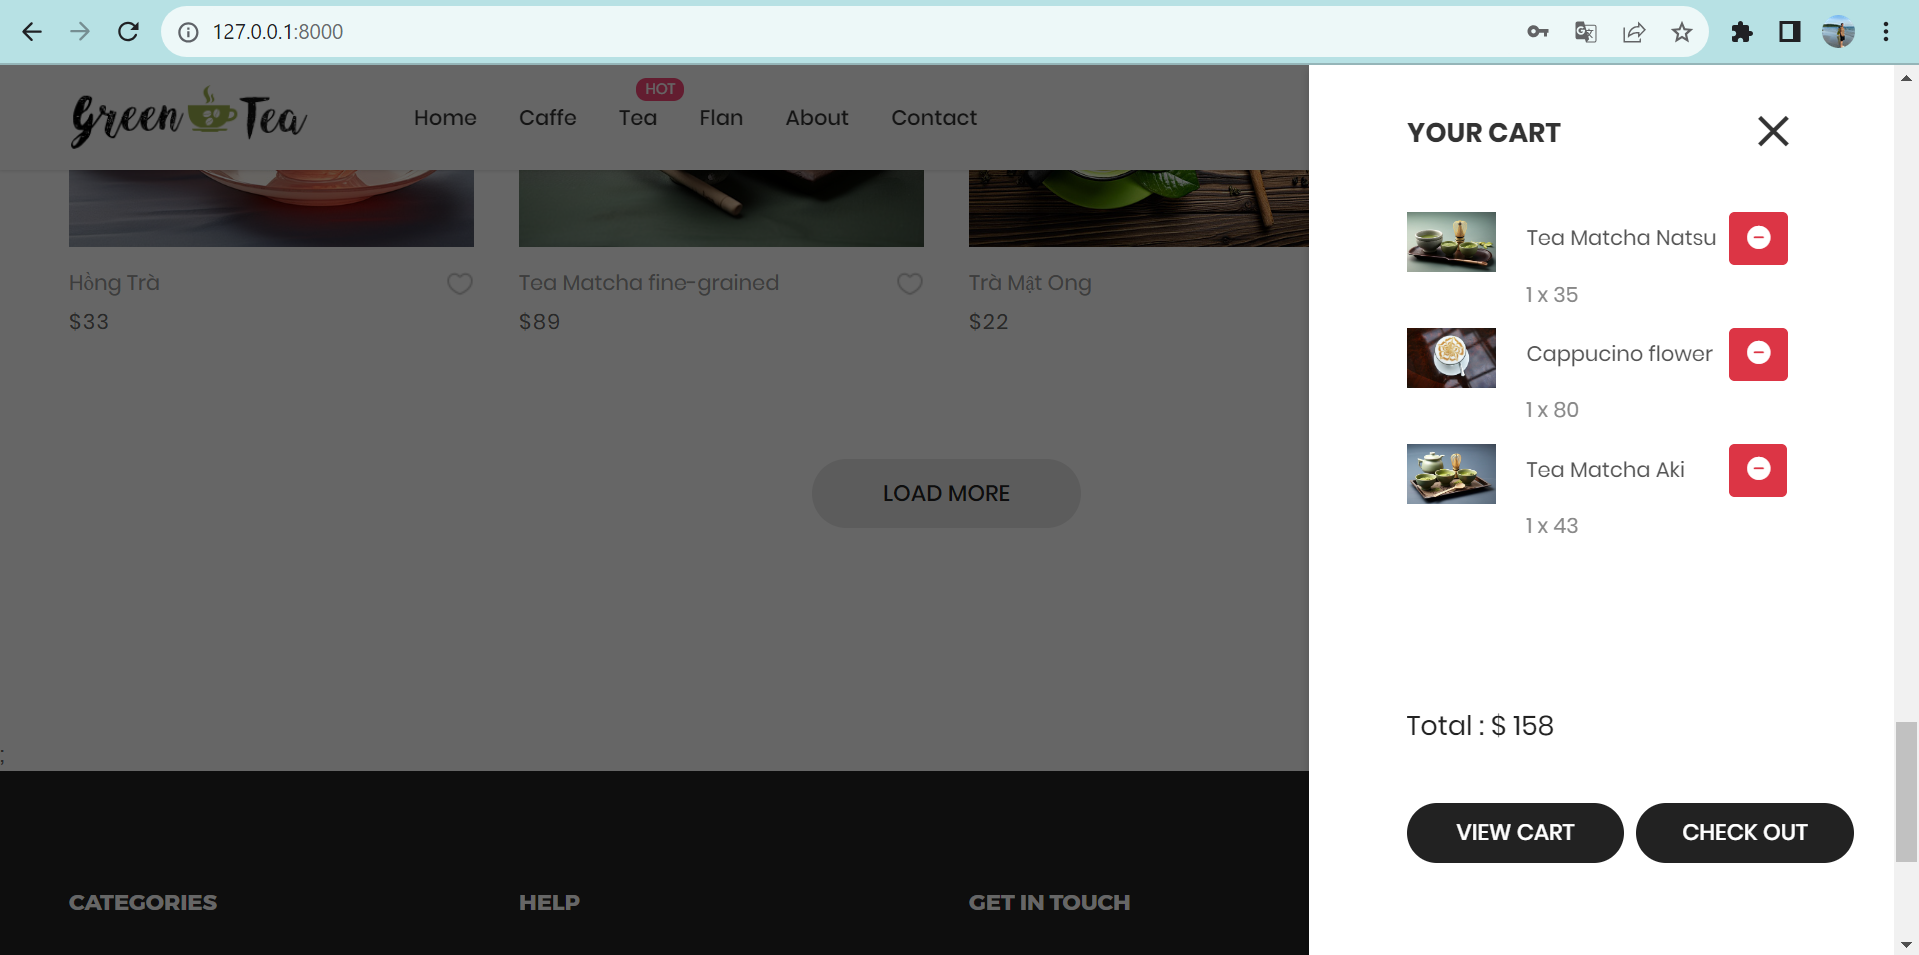 127.0.0.1:8000
Green Tea
Home
Caffe
HOT
Tea
Flan
About
Contact
Hồng Trà
$33
Tea Matcha fine-grained
$89
Trà Mật Ong
$22
LOAD MORE
;
CATEGORIES
HELP
GET IN TOUCH
YOUR CART
Tea Matcha Natsu
1 x 35
Cappucino flower
1 x 80
Tea Matcha Aki
1 x 43
Total : $ 158
VIEW CART
CHECK OUT